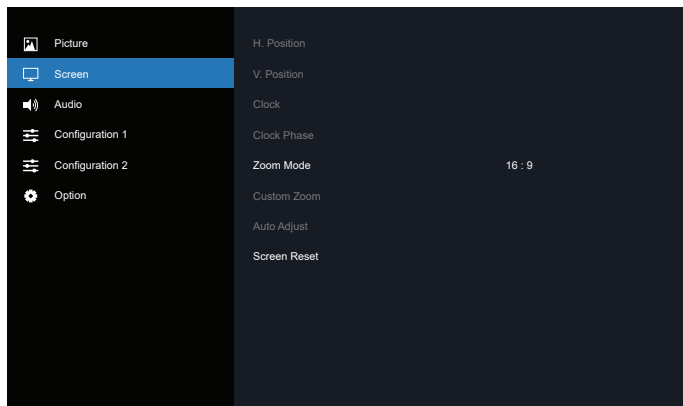 Picture
Screen
Audio
Configuration 1
Configuration 2
Option
H. Position
V. Position
Clock
Clock Phase
Zoom Mode 16 : 9
Custom Zoom
Auto Adjust
Screen Reset